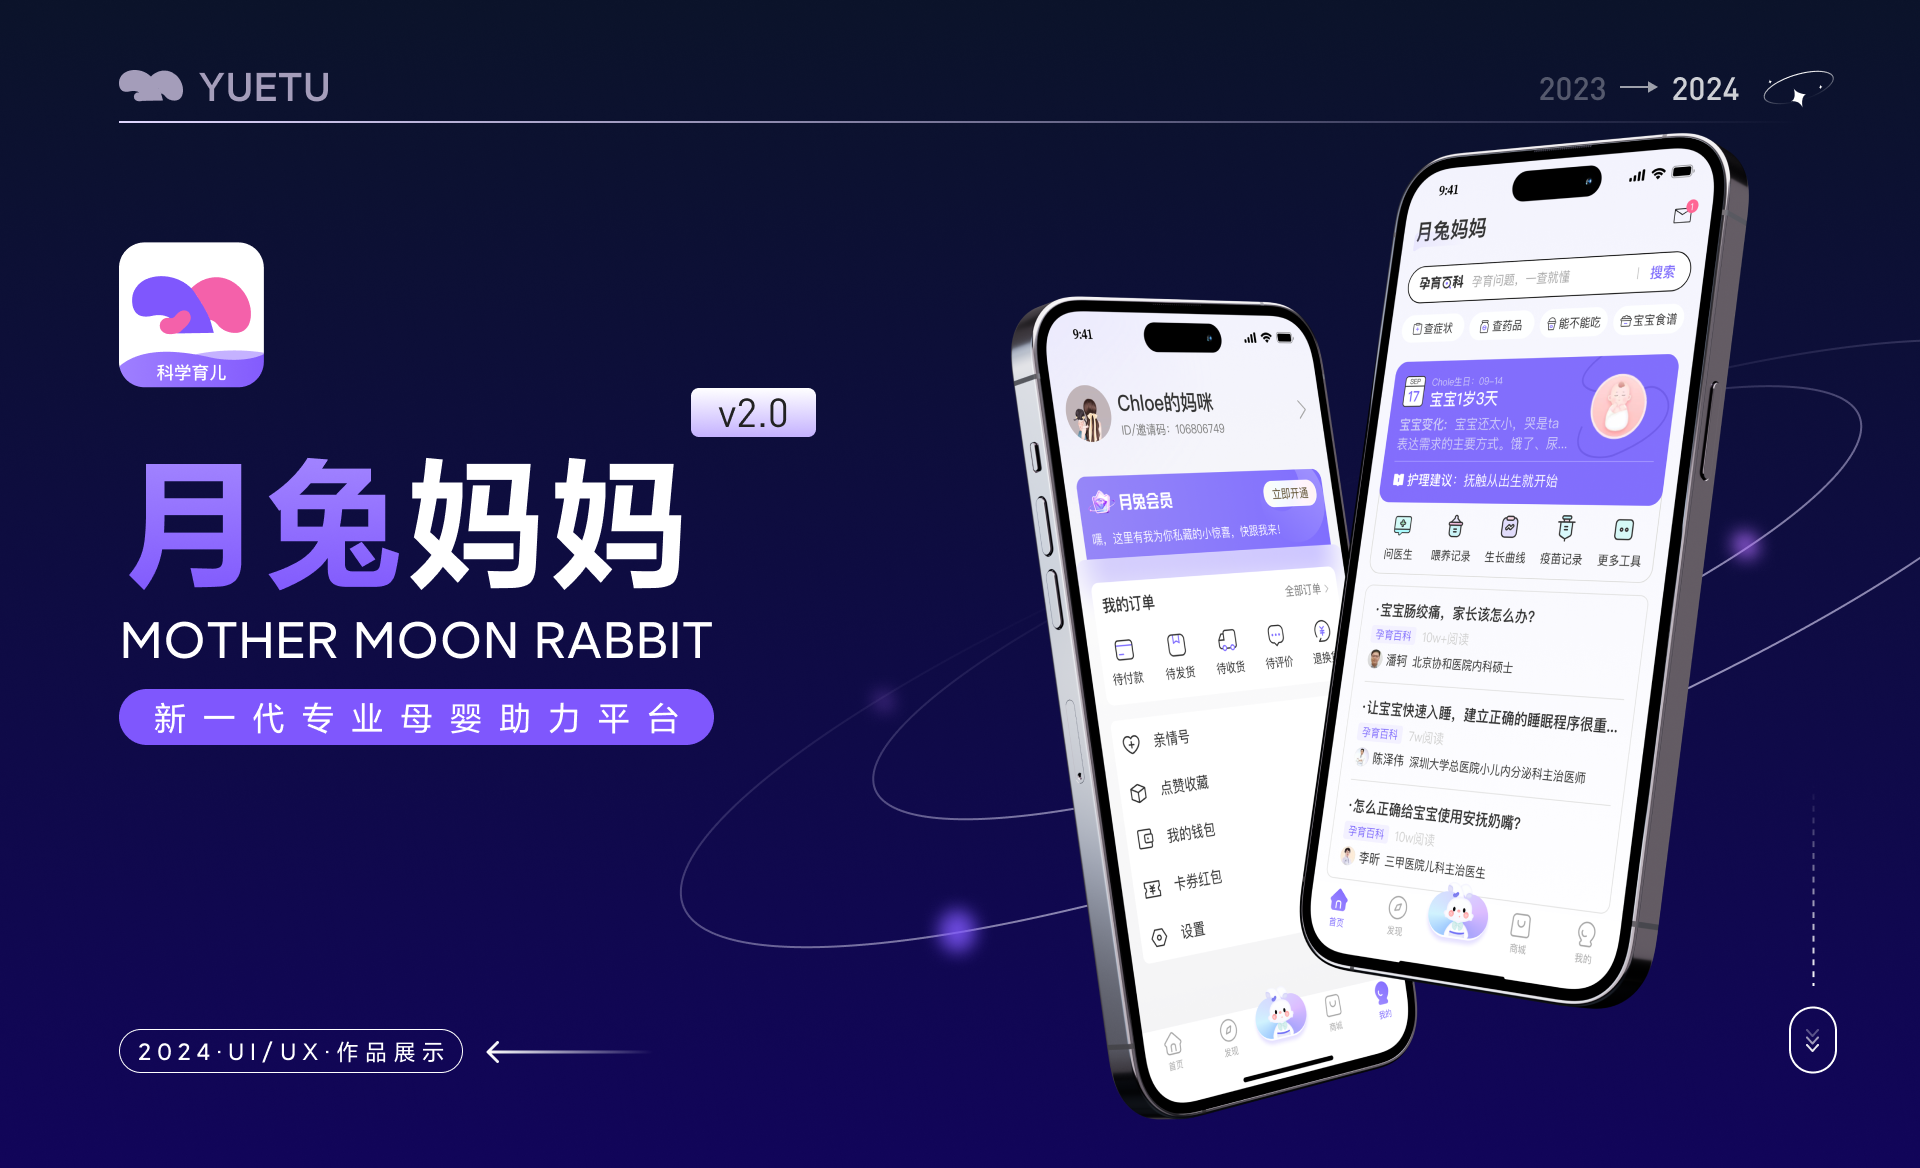 YUETU
2023 → 2024
科学育儿
v2.0
月兔妈妈
MOTHER MOON RABBIT
新一代专业母婴助力平台
2024·UI/UX·作品展示
9:41
Chloe的妈咪
ID/邀请码：106806749
月兔会员
立即开通
嘿，这里有我为你私藏的小惊喜，快跟我来！
我的订单
全部订单
待付款 待发货 待收货 待评价 退换
亲情号
点赞收藏
我的钱包
卡券红包
设置
首页 发现 商城 我的
9:41
月兔妈妈
1
孕育百科 孕育问题，一查就懂 搜索
查症状 查药品 能不能吃 宝宝食谱
SEP
17
Chole生日：09-14
宝宝1岁3天
宝宝变化：宝宝还太小，哭是ta
表达需求的主要方式。饿了、尿...
护理建议：抚触从出生就开始
问医生 喂养记录 生长曲线 疫苗记录 更多工具
·宝宝肠绞痛，家长该怎么办？
孕育百科 10w+阅读
潘轲 北京协和医院内科硕士
·让宝宝快速入睡，建立正确的睡眠程序很重...
孕育百科 7w阅读
陈泽伟 深圳大学总医院小儿内分泌科主治医师
·怎么正确给宝宝使用安抚奶嘴？
孕育百科 10w阅读
李昕 三甲医院儿科主治医生
首页 发现 商城 我的